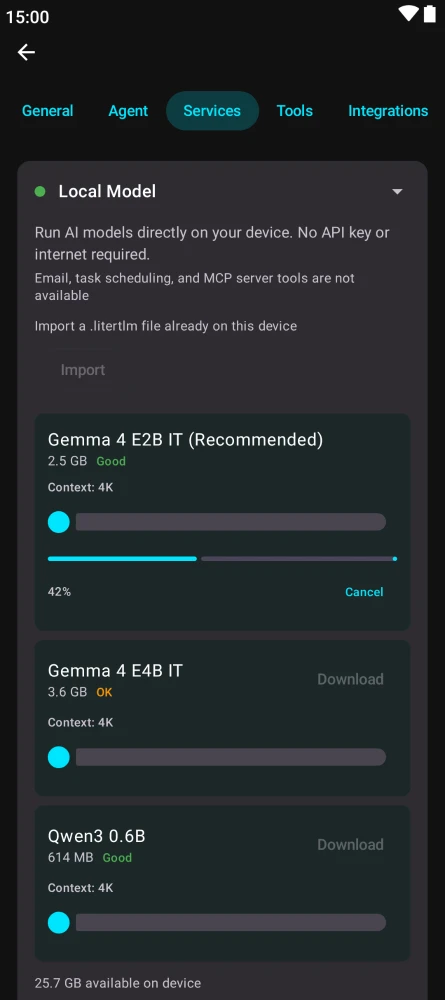 15:00
General Agent Services Tools Integrations
Local Model
Run AI models directly on your device. No API key or
internet required.
Email, task scheduling, and MCP server tools are not
available
Import a .litertlm file already on this device
Import
Gemma 4 E2B IT (Recommended)
2.5 GB Good
Context: 4K
42% Cancel
Gemma 4 E4B IT
Download
3.6 GB OK
Context: 4K
Qwen3 0.6B
Download
614 MB Good
Context: 4K
25.7 GB available on device